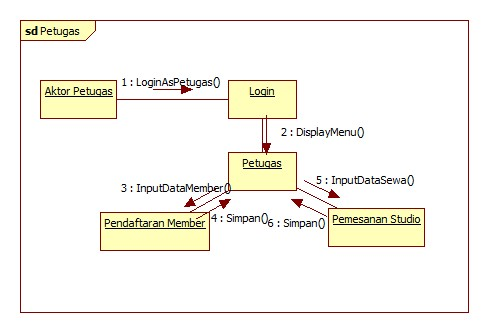 sd Petugas
1 : LoginAsPetugas()
Aktor Petugas
Login
2 : DisplayMenu()
Petugas
5 : InputDataSewa()
3 : InputDataMember()
4 : Simpan()
6 : Simpan()
Pendaftaran Member
Pemesanan Studio